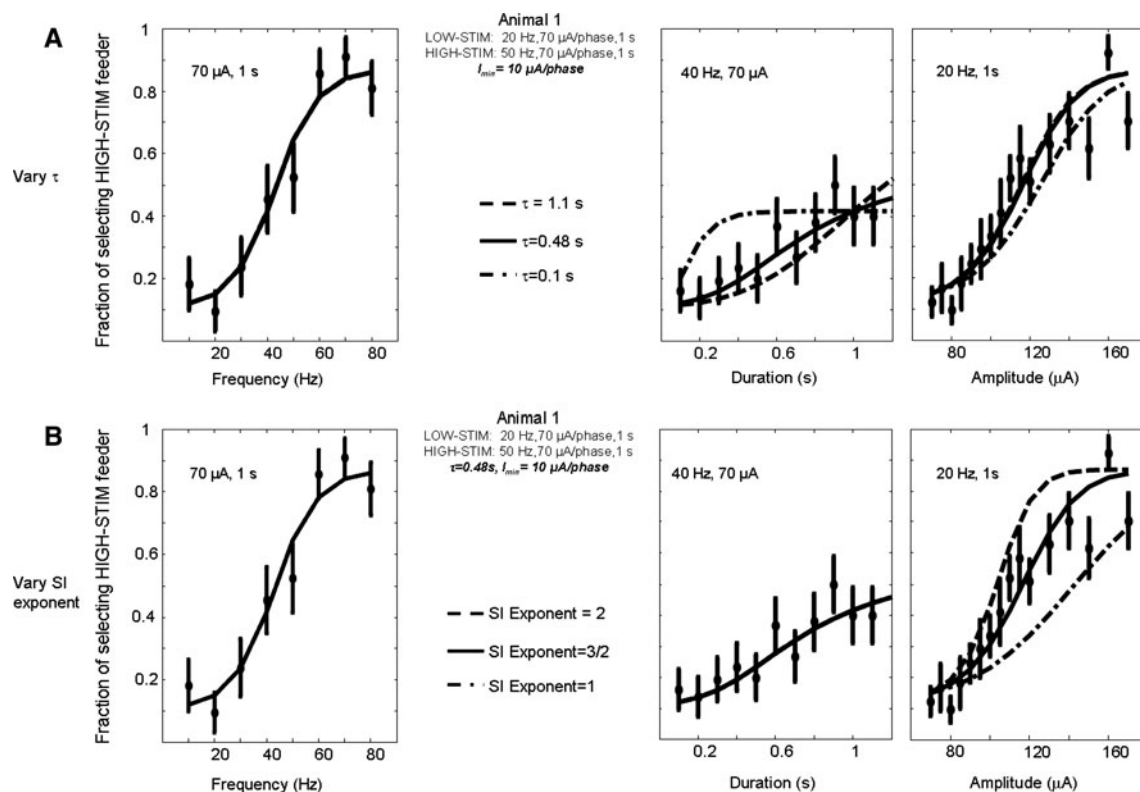 A
Vary τ
Fraction of selecting HIGH-STIM feeder
1
0.8
0.6
0.4
0.2
70 µA, 1 s
20 40 60 80
Frequency (Hz)
Animal 1
LOW-STIM: 20 Hz,70 µA/phase,1 s
HIGH-STIM: 50 Hz,70 µA/phase,1 s
Imin= 10 µA/phase
τ = 1.1 s
τ=0.48 s
τ=0.1 s
40 Hz, 70 µA
0.2 0.6 1
Duration (s)
20 Hz, 1s
80 120 160
Amplitude (µA)
B
Vary SI
exponent
Fraction of selecting HIGH-STIM feeder
1
0.8
0.6
0.4
0.2
70 µA, 1 s
20 40 60 80
Frequency (Hz)
Animal 1
LOW-STIM: 20 Hz,70 µA/phase,1 s
HIGH-STIM: 50 Hz,70 µA/phase,1 s
τ=0.48s, Imin= 10 µA/phase
SI Exponent = 2
SI Exponent=3/2
SI Exponent=1
40 Hz, 70 µA
0.2 0.6 1
Duration (s)
20 Hz, 1s
80 120 160
Amplitude (µA)